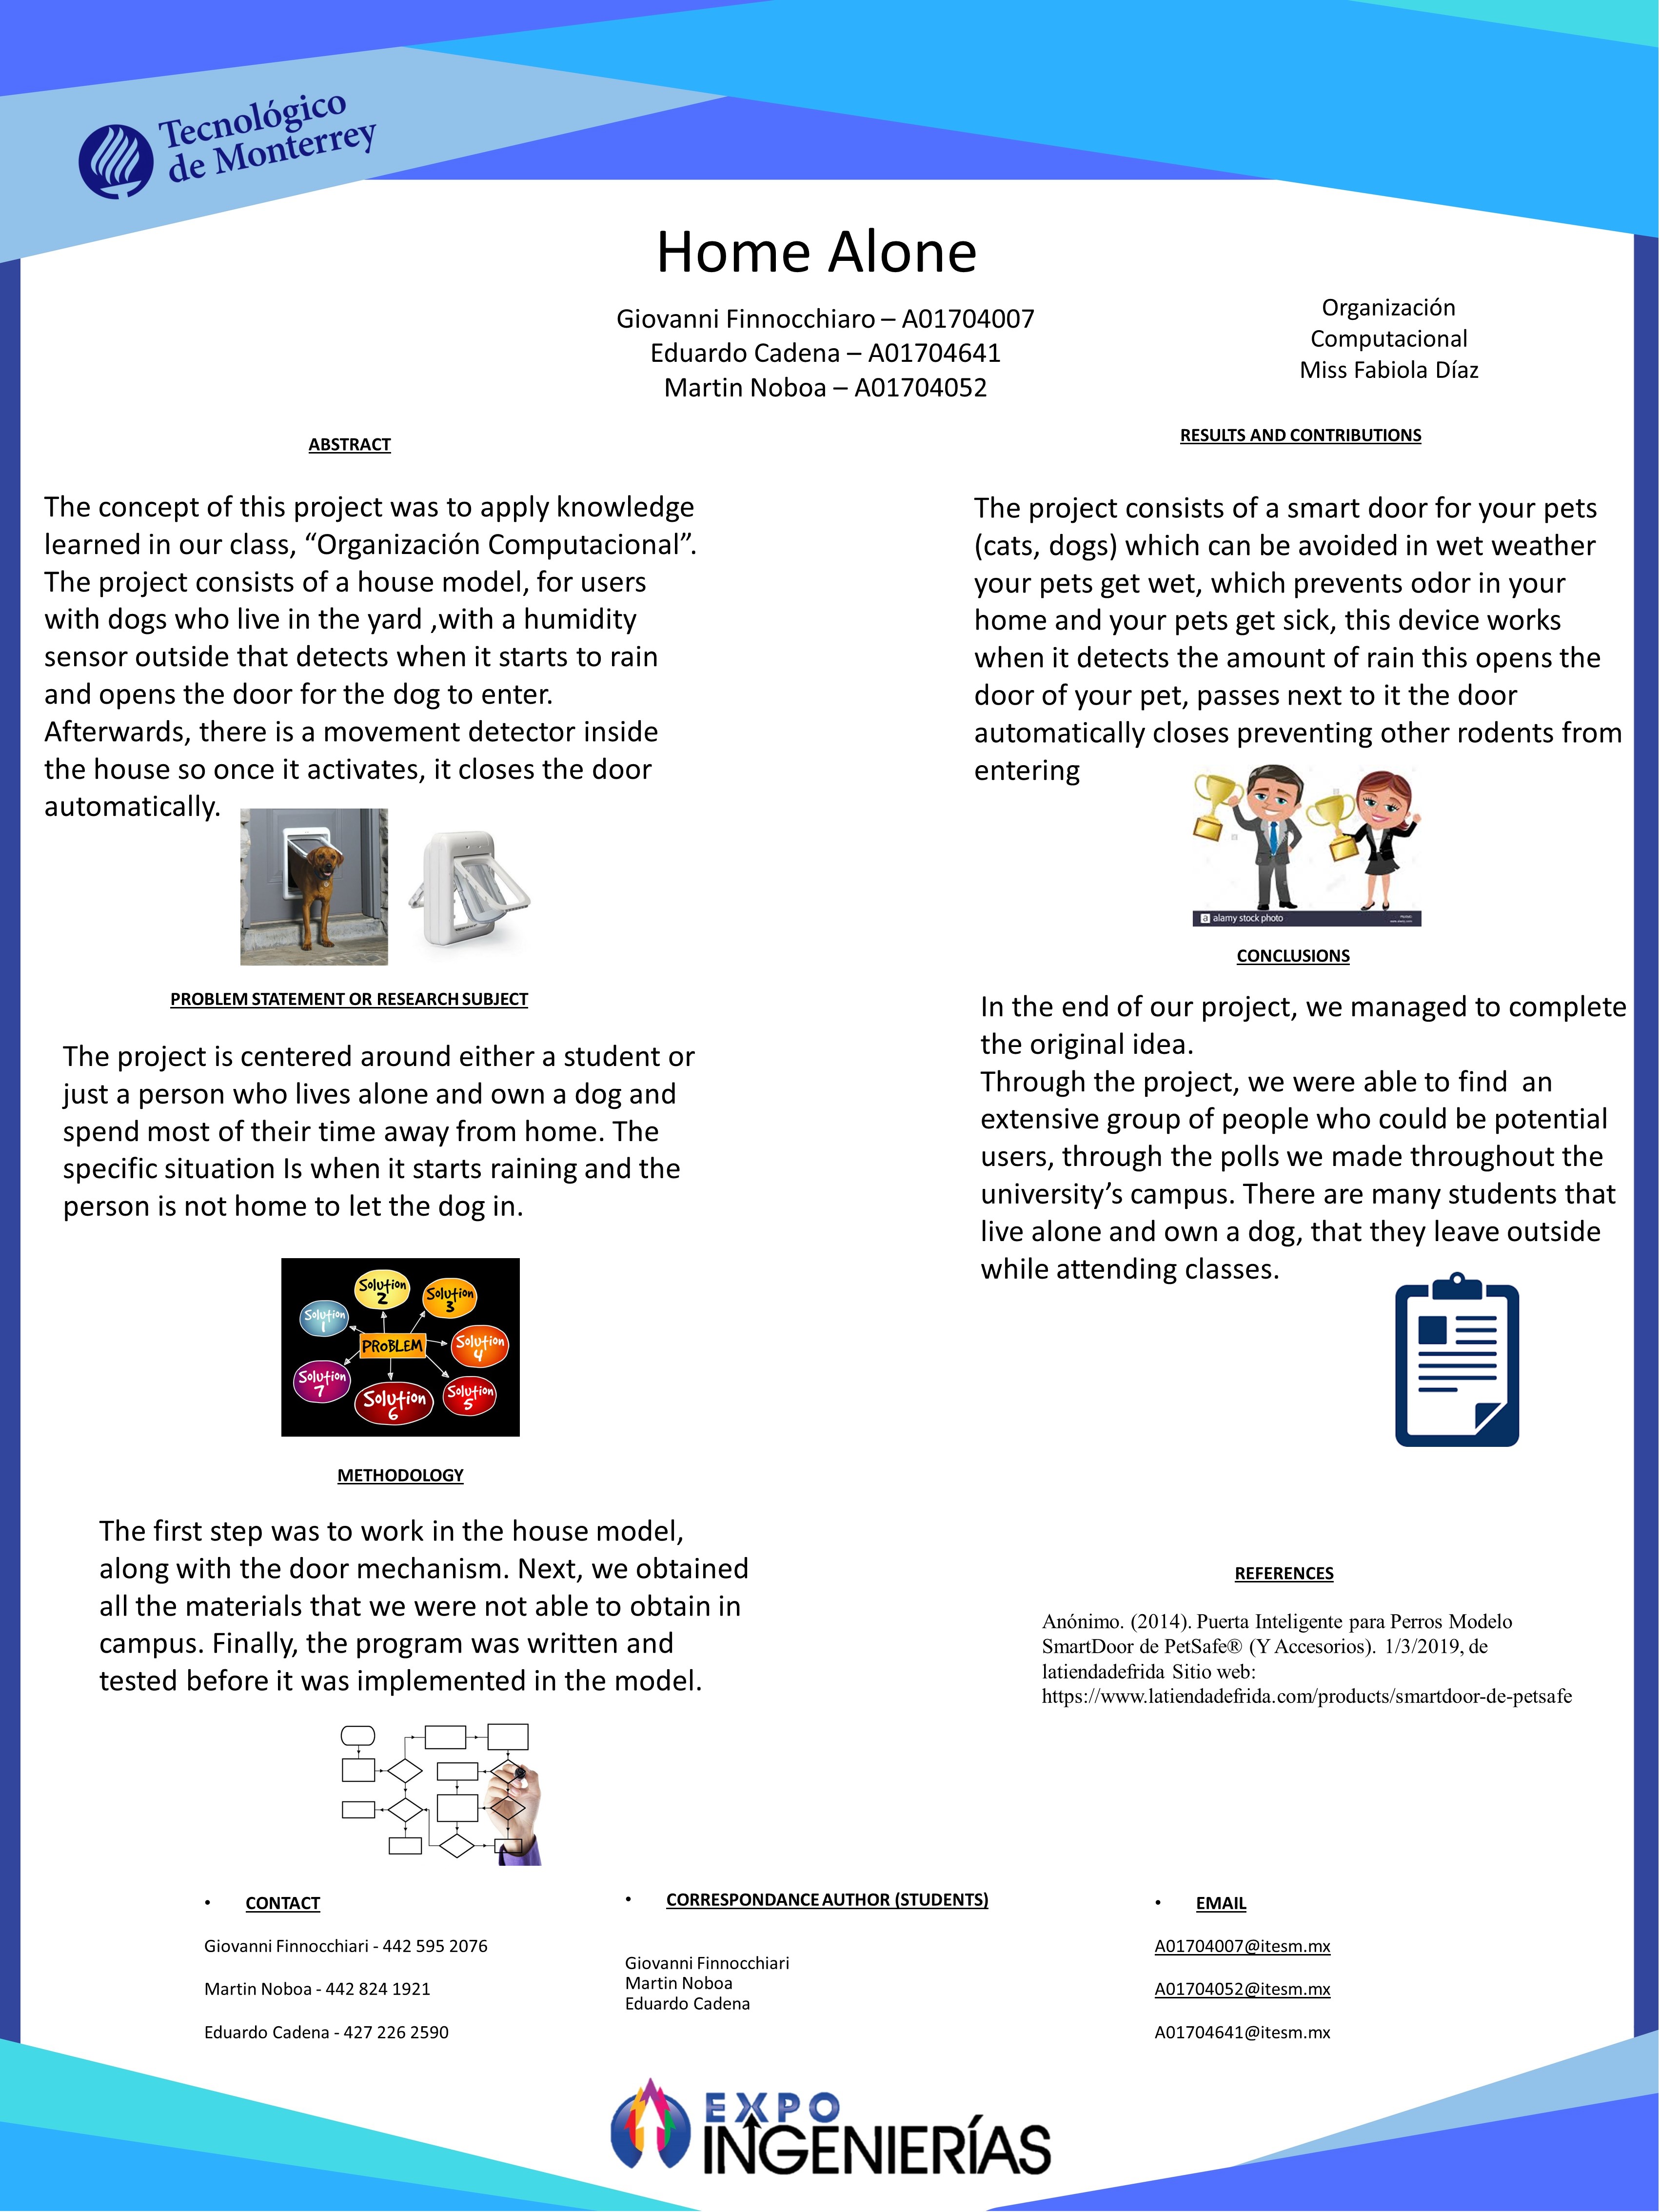 Tecnológico
de Monterrey
Home Alone
Giovanni Finnocchiaro – A01704007
Eduardo Cadena – A01704641
Martin Noboa – A01704052
Organización
Computacional
Miss Fabiola Díaz
ABSTRACT
The concept of this project was to apply knowledge
learned in our class, “Organización Computacional”.
The project consists of a house model, for users
with dogs who live in the yard ,with a humidity
sensor outside that detects when it starts to rain
and opens the door for the dog to enter.
Afterwards, there is a movement detector inside
the house so once it activates, it closes the door
automatically.
PROBLEM STATEMENT OR RESEARCH SUBJECT
The project is centered around either a student or
just a person who lives alone and own a dog and
spend most of their time away from home. The
specific situation Is when it starts raining and the
person is not home to let the dog in.
Solution
1
Solution
2
Solution
3
PROBLEM
Solution
4
Solution
7
Solution
6
Solution
5
METHODOLOGY
The first step was to work in the house model,
along with the door mechanism. Next, we obtained
all the materials that we were not able to obtain in
campus. Finally, the program was written and
tested before it was implemented in the model.
RESULTS AND CONTRIBUTIONS
The project consists of a smart door for your pets
(cats, dogs) which can be avoided in wet weather
your pets get wet, which prevents odor in your
home and your pets get sick, this device works
when it detects the amount of rain this opens the
door of your pet, passes next to it the door
automatically closes preventing other rodents from
entering
a alamy stock photo
CONCLUSIONS
In the end of our project, we managed to complete
the original idea.
Through the project, we were able to find  an
extensive group of people who could be potential
users, through the polls we made throughout the
university’s campus. There are many students that
live alone and own a dog, that they leave outside
while attending classes.
REFERENCES
Anónimo. (2014). Puerta Inteligente para Perros Modelo
SmartDoor de PetSafe® (Y Accesorios). 1/3/2019, de
latiendadefrida Sitio web:
https://www.latiendadefrida.com/products/smartdoor-de-petsafe
• CONTACT
Giovanni Finnocchiari - 442 595 2076
Martin Noboa - 442 824 1921
Eduardo Cadena - 427 226 2590
• CORRESPONDANCE AUTHOR (STUDENTS)
Giovanni Finnocchiari
Martin Noboa
Eduardo Cadena
• EMAIL
A01704007@itesm.mx
A01704052@itesm.mx
A01704641@itesm.mx
EXPO
INGENIERÍAS